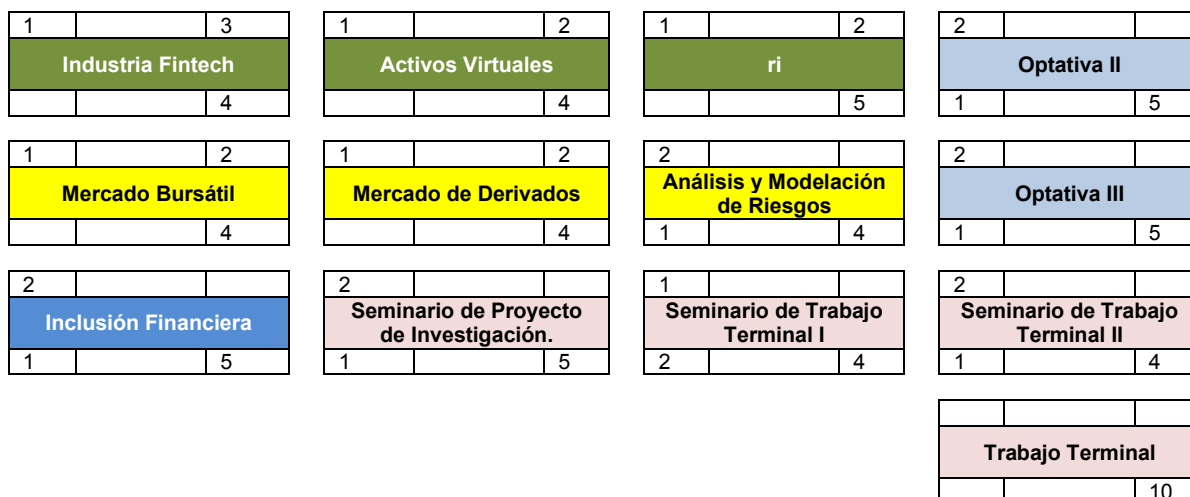 1 3 1 2 1 2 2
Industria Fintech Activos Virtuales ri Optativa II
4 4 5 1 5
1 2 1 2 2 2
Mercado Bursátil Mercado de Derivados Análisis y Modelación de Riesgos Optativa III
4 4 1 4 1 5
2 2 1 2
Inclusión Financiera Seminario de Proyecto de Investigación. Seminario de Trabajo Terminal I Seminario de Trabajo Terminal II
1 5 1 5 2 4 1 4
Trabajo Terminal
10